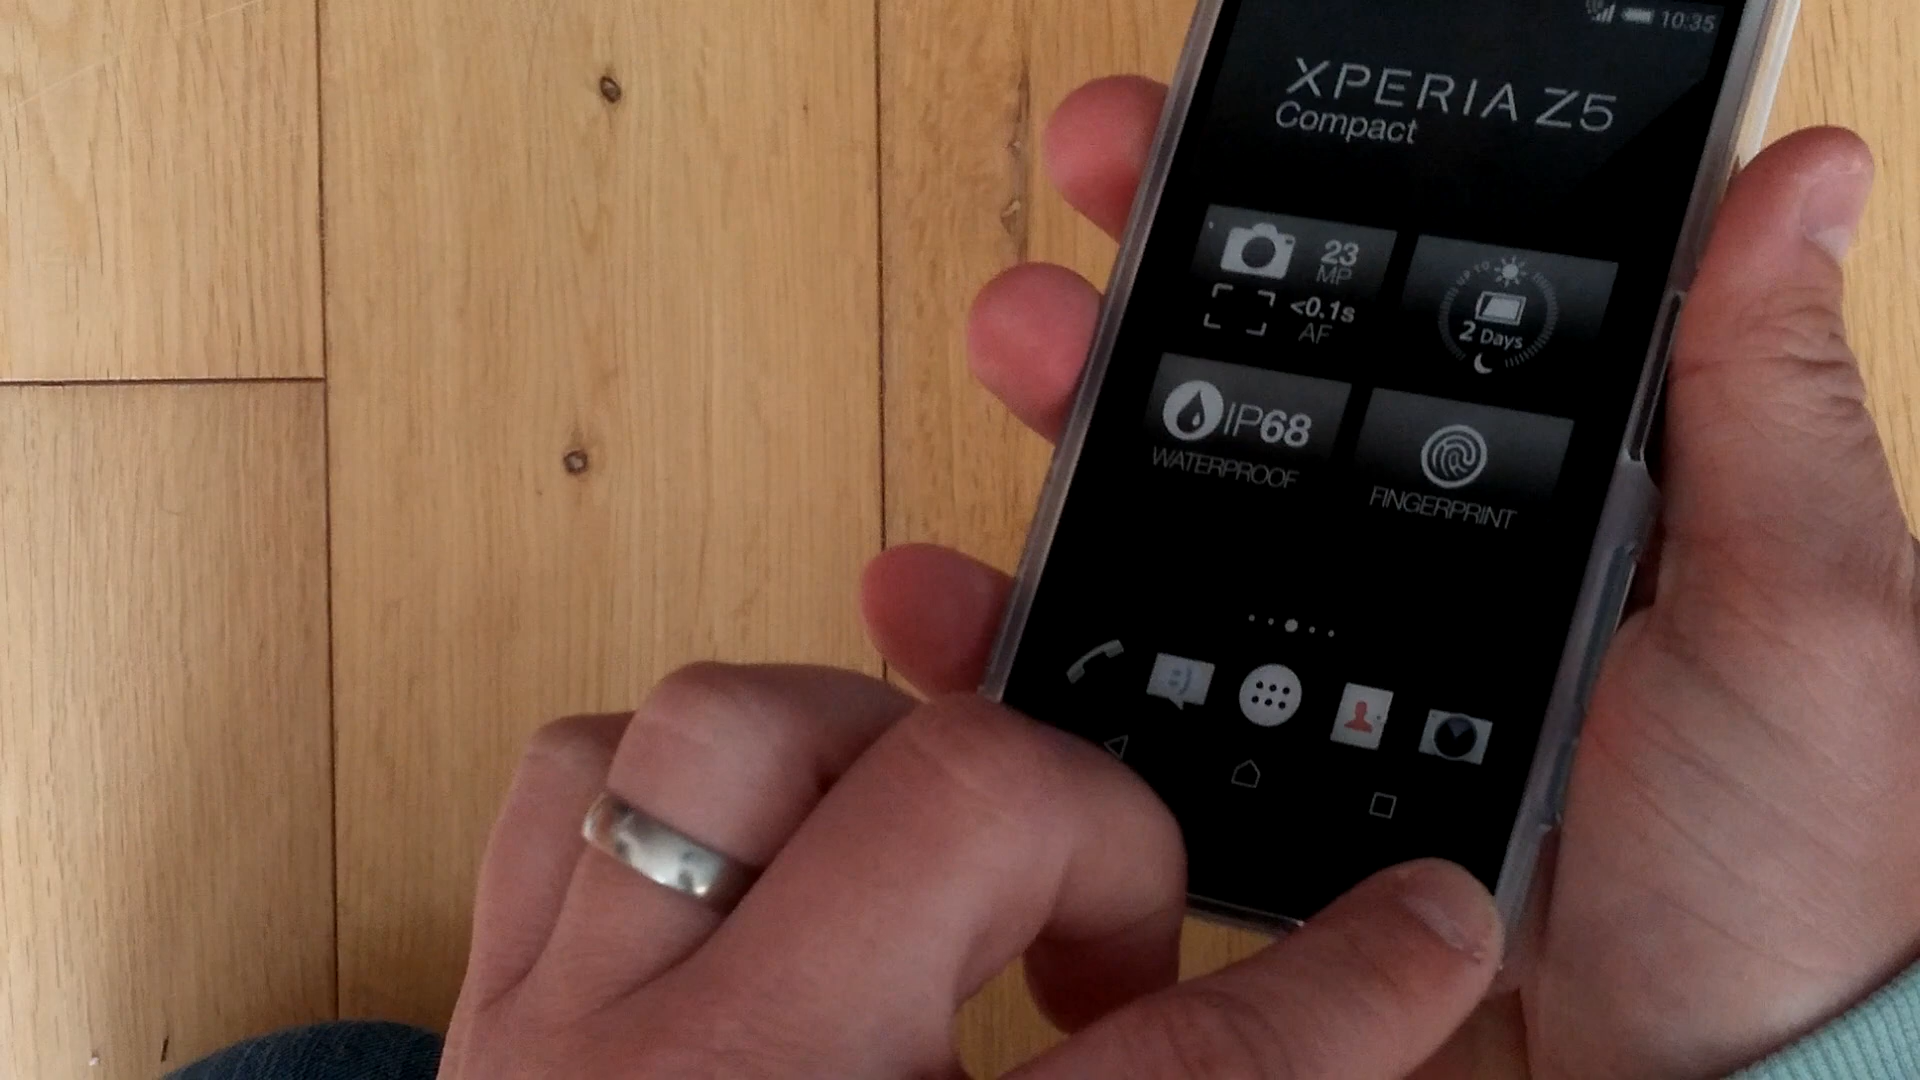 10:35
XPERIA Z5
Compact
23
MP
<0.1s
AF
UP TO
2 Days
IP68
WATERPROOF
FINGERPRINT